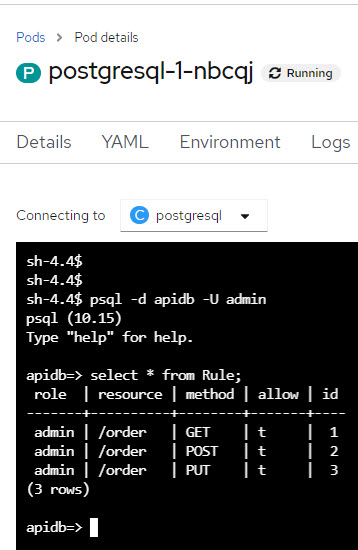 Pods > Pod details
P postgresql-1-nbcqj Running
Details YAML Environment Logs
Connecting to C postgresql
sh-4.4$
sh-4.4$
sh-4.4$ psql -d apidb -U admin
psql (10.15)
Type "help" for help.
apidb=> select * from Rule;
 role  | resource | method | allow | id
-------+----------+--------+-------+----
 admin | /order   | GET    | t     |  1
 admin | /order   | POST   | t     |  2
 admin | /order   | PUT    | t     |  3
(3 rows)
apidb=>